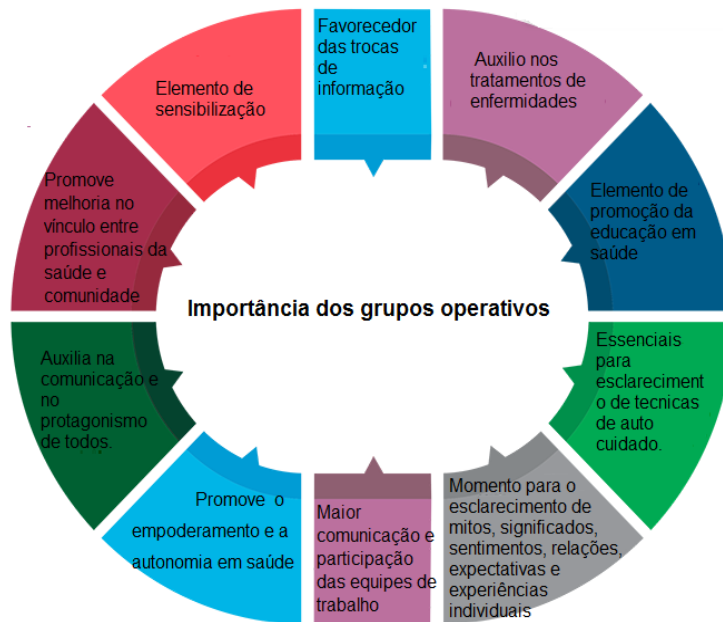 Favorecedor
das trocas
de
informação
Auxilio nos
tratamentos de
enfermidades
Elemento de
promoção da
educação em
saúde
Essenciais
para
esclareciment
o de tecnicas
de auto
cuidado.
Momento para o
esclarecimento de
mitos, significados,
sentimentos, relações,
expectativas e
experiências
individuais
Maior
comunicação e
participação
das equipes de
trabalho
Promove o
empoderamento e a
autonomia em saúde
Auxilia na
comunicação e
no
protagonismo
de todos.
Promove
melhoria no
vínculo entre
profissionais da
saúde e
comunidade
Elemento de
sensibilização
Importância dos grupos operativos